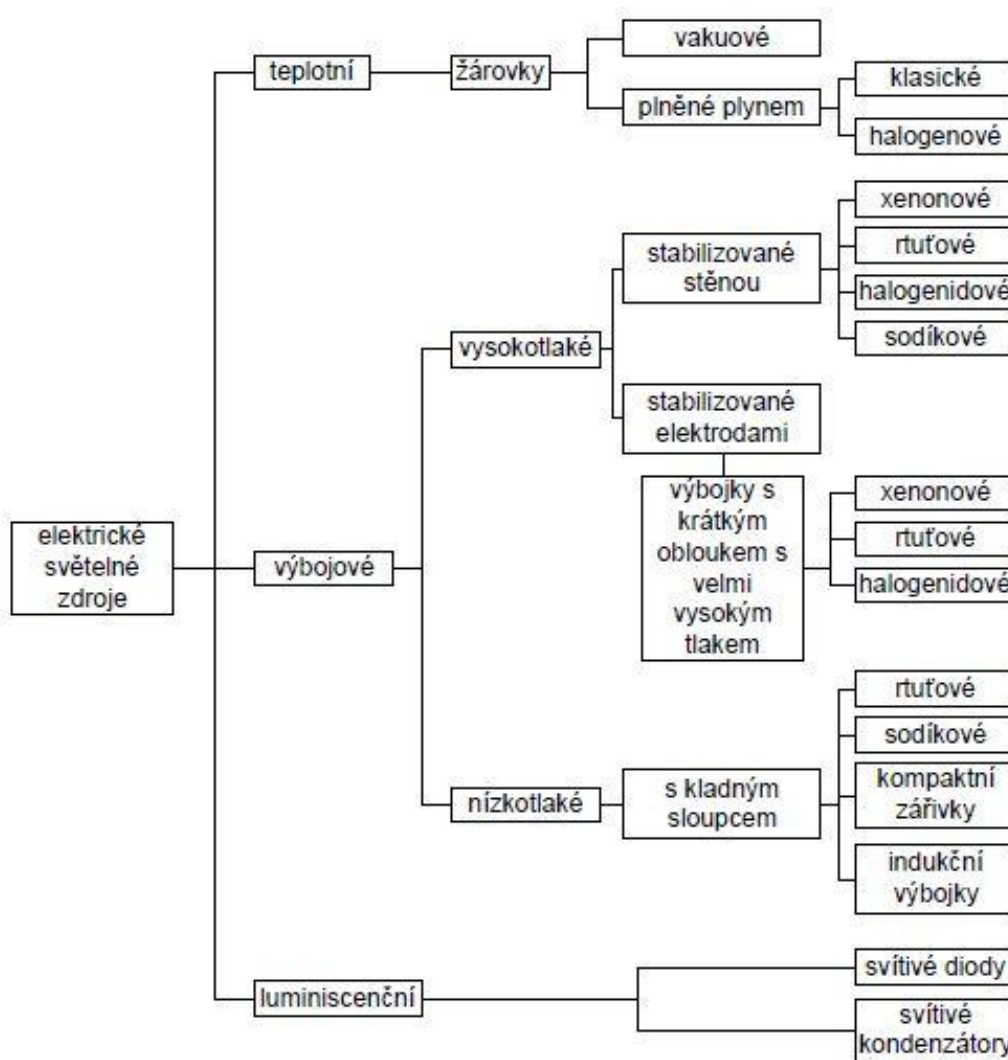 vakuové
teplotní
žárovky
klasické
plněné plynem
halogenové
xenonové
stabilizované
stěnou
rtuťové
halogenidové
sodíkové
vysokotlaké
stabilizované
elektrodami
výbojky s
krátkým
obloukem s
velmi
vysokým
tlakem
xenonové
rtuťové
halogenidové
elektrické
světelné
zdroje
výbojové
rtuťové
sodíkové
nízkotlaké
s kladným
sloupcem
kompaktní
zářivky
indukční
výbojky
svítivé diody
luminiscenční
svítivé
kondenzátory